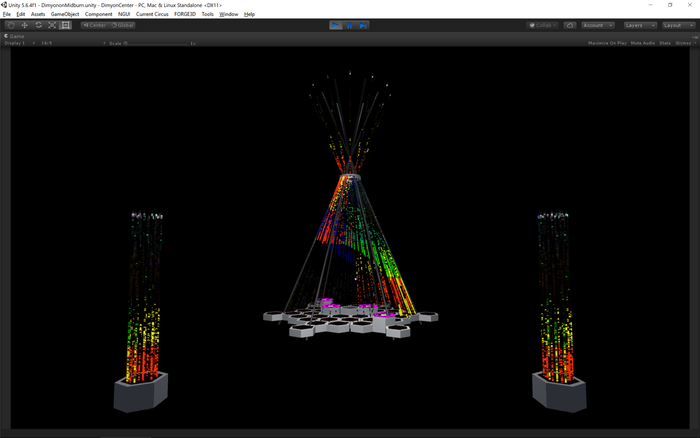 Unity 5.6.4f1 - DimyononMidburn.unity - DimyonCenter - PC, Mac & Linux Standalone <DX11>
File Edit Assets GameObject Component NGUI Current Circus FORGE3D Tools Window Help
Center Global Collab Account Layers Layout
Game
Display 1 16:9 Scale 1x Maximize On Play Mute Audio Stats Gizmos